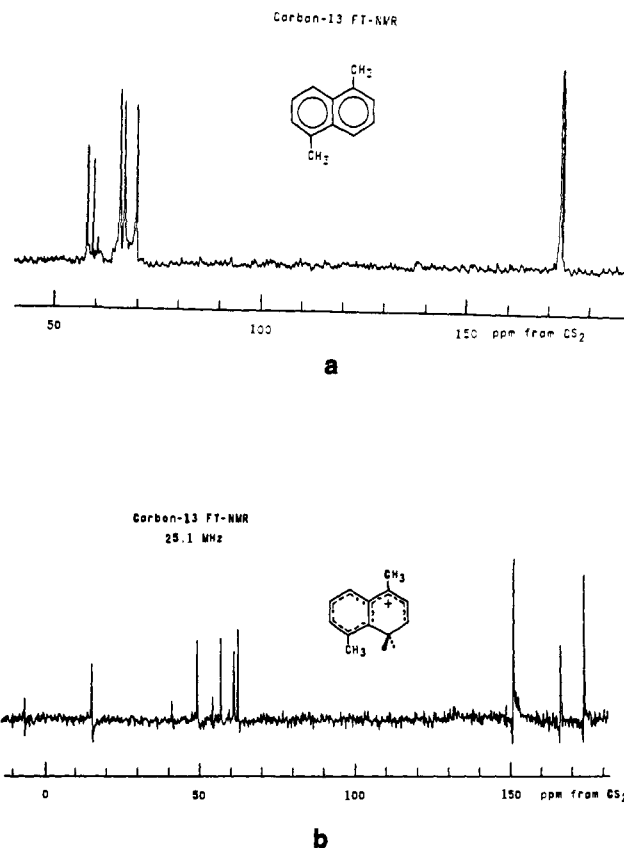 Carbon-13 FT-NMR
CH3
CH3
50 100 150 ppm from CS2
a
Carbon-13 FT-NMR
25.1 MHz
CH3
+
CH3
0 50 100 150 ppm from CS2
b